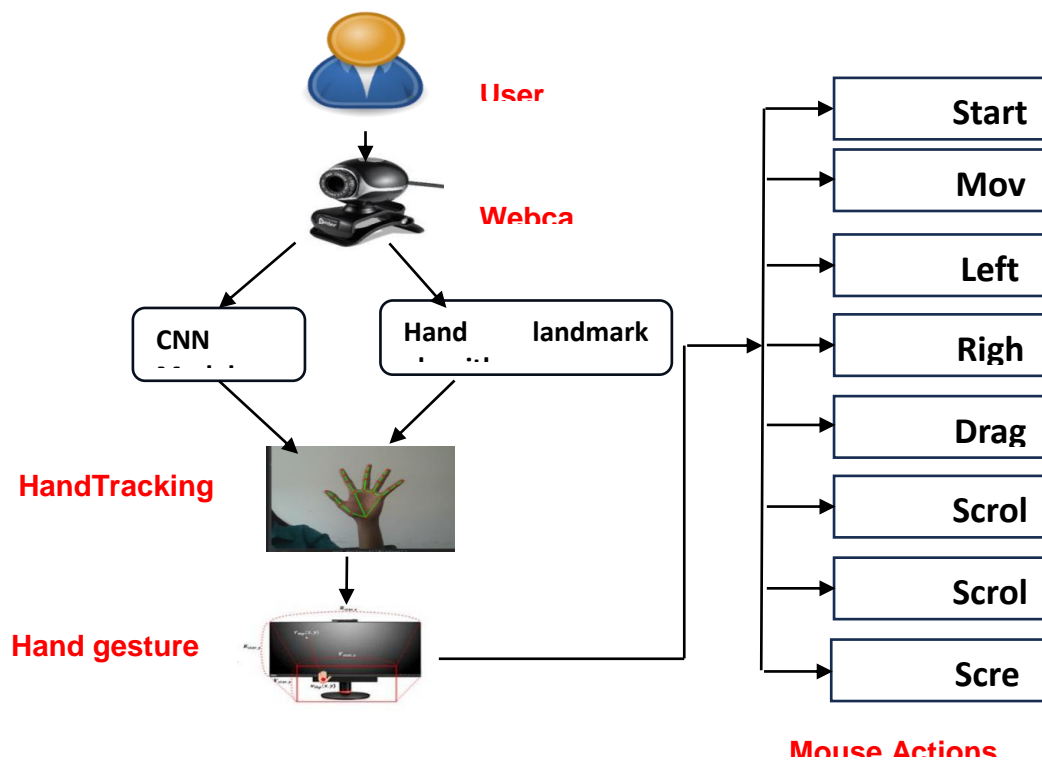 User
Webca
CNN
Hand landmark
HandTracking
Hand gesture
Start
Mov
Left
Righ
Drag
Scrol
Scrol
Scre
Mouse Actions